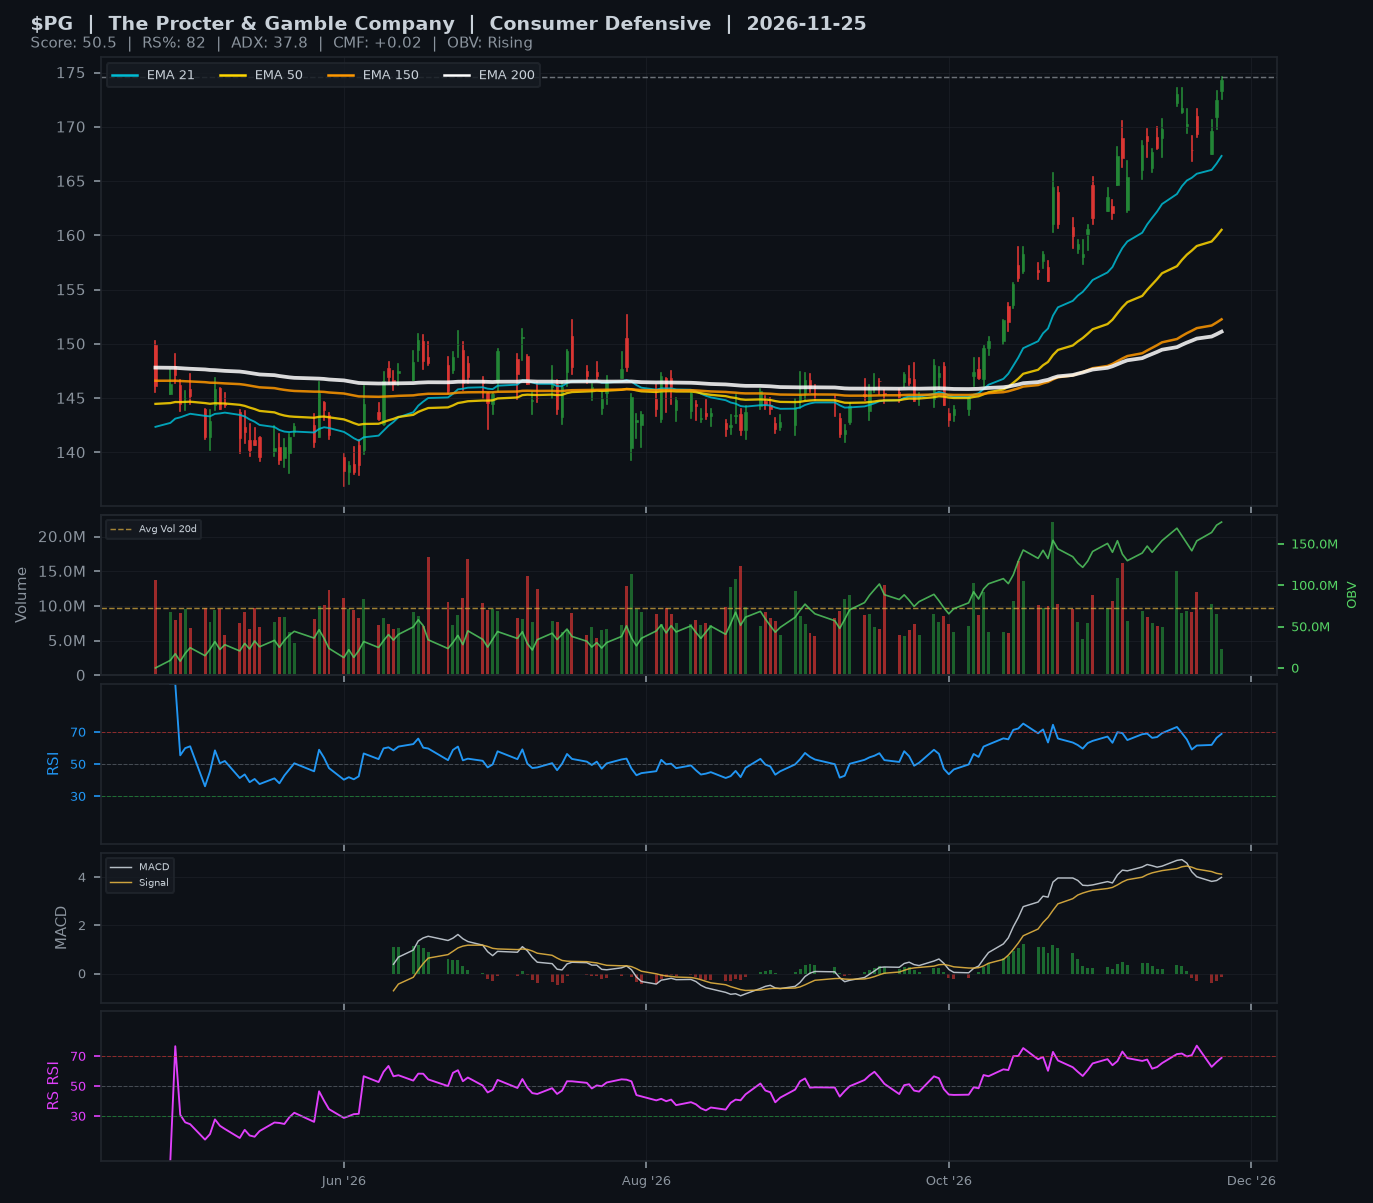 $PG | The Procter & Gamble Company | Consumer Defensive | 2026-11-25
Score: 50.5 | RS%: 82 | ADX: 37.8 | CMF: +0.02 | OBV: Rising
EMA 21 EMA 50 EMA 150 EMA 200
175
170
165
160
155
150
145
140
Avg Vol 20d
Volume
20.0M
15.0M
10.0M
5.0M
0
150.0M
100.0M
50.0M
0
OBV
RSI
70
50
30
MACD
Signal
MACD
4
2
0
RS RSI
70
50
30
Jun '26 Aug '26 Oct '26 Dec '26